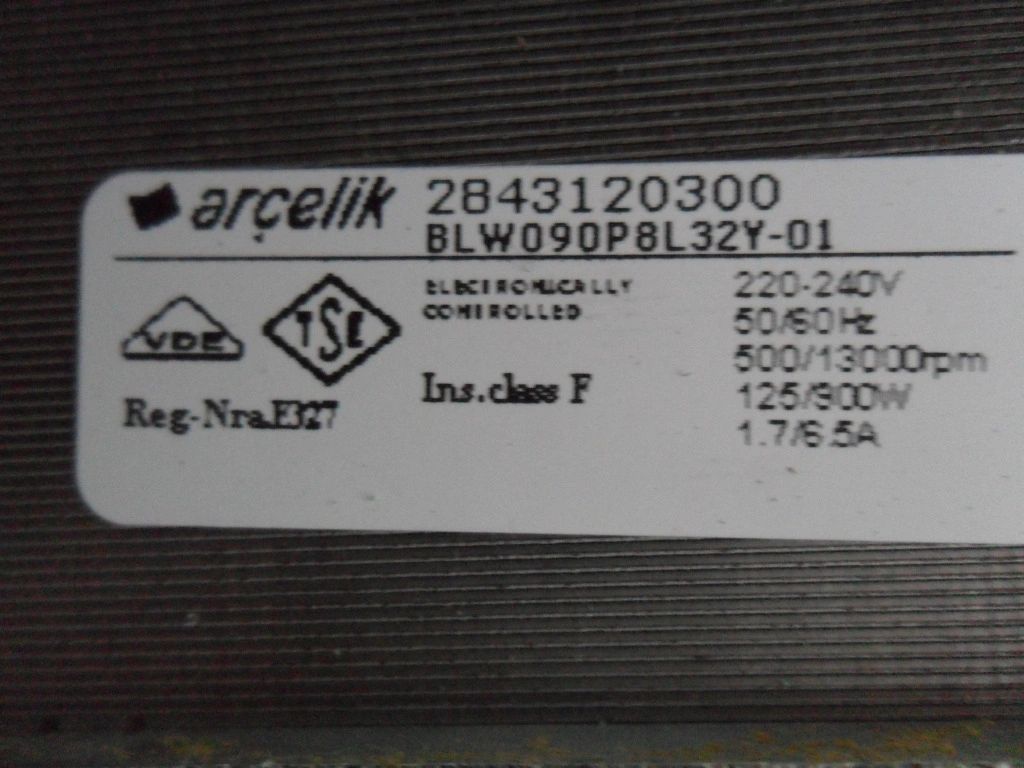 arçelik 2843120300
BLW090P8L32Y-01
VDE
TSE
Reg-Nra.E327
ELECTRONICALLY
CONTROLLED
Ins.class F
220-240V
50/60Hz
500/13000rpm
125/900W
1.7/6.5A